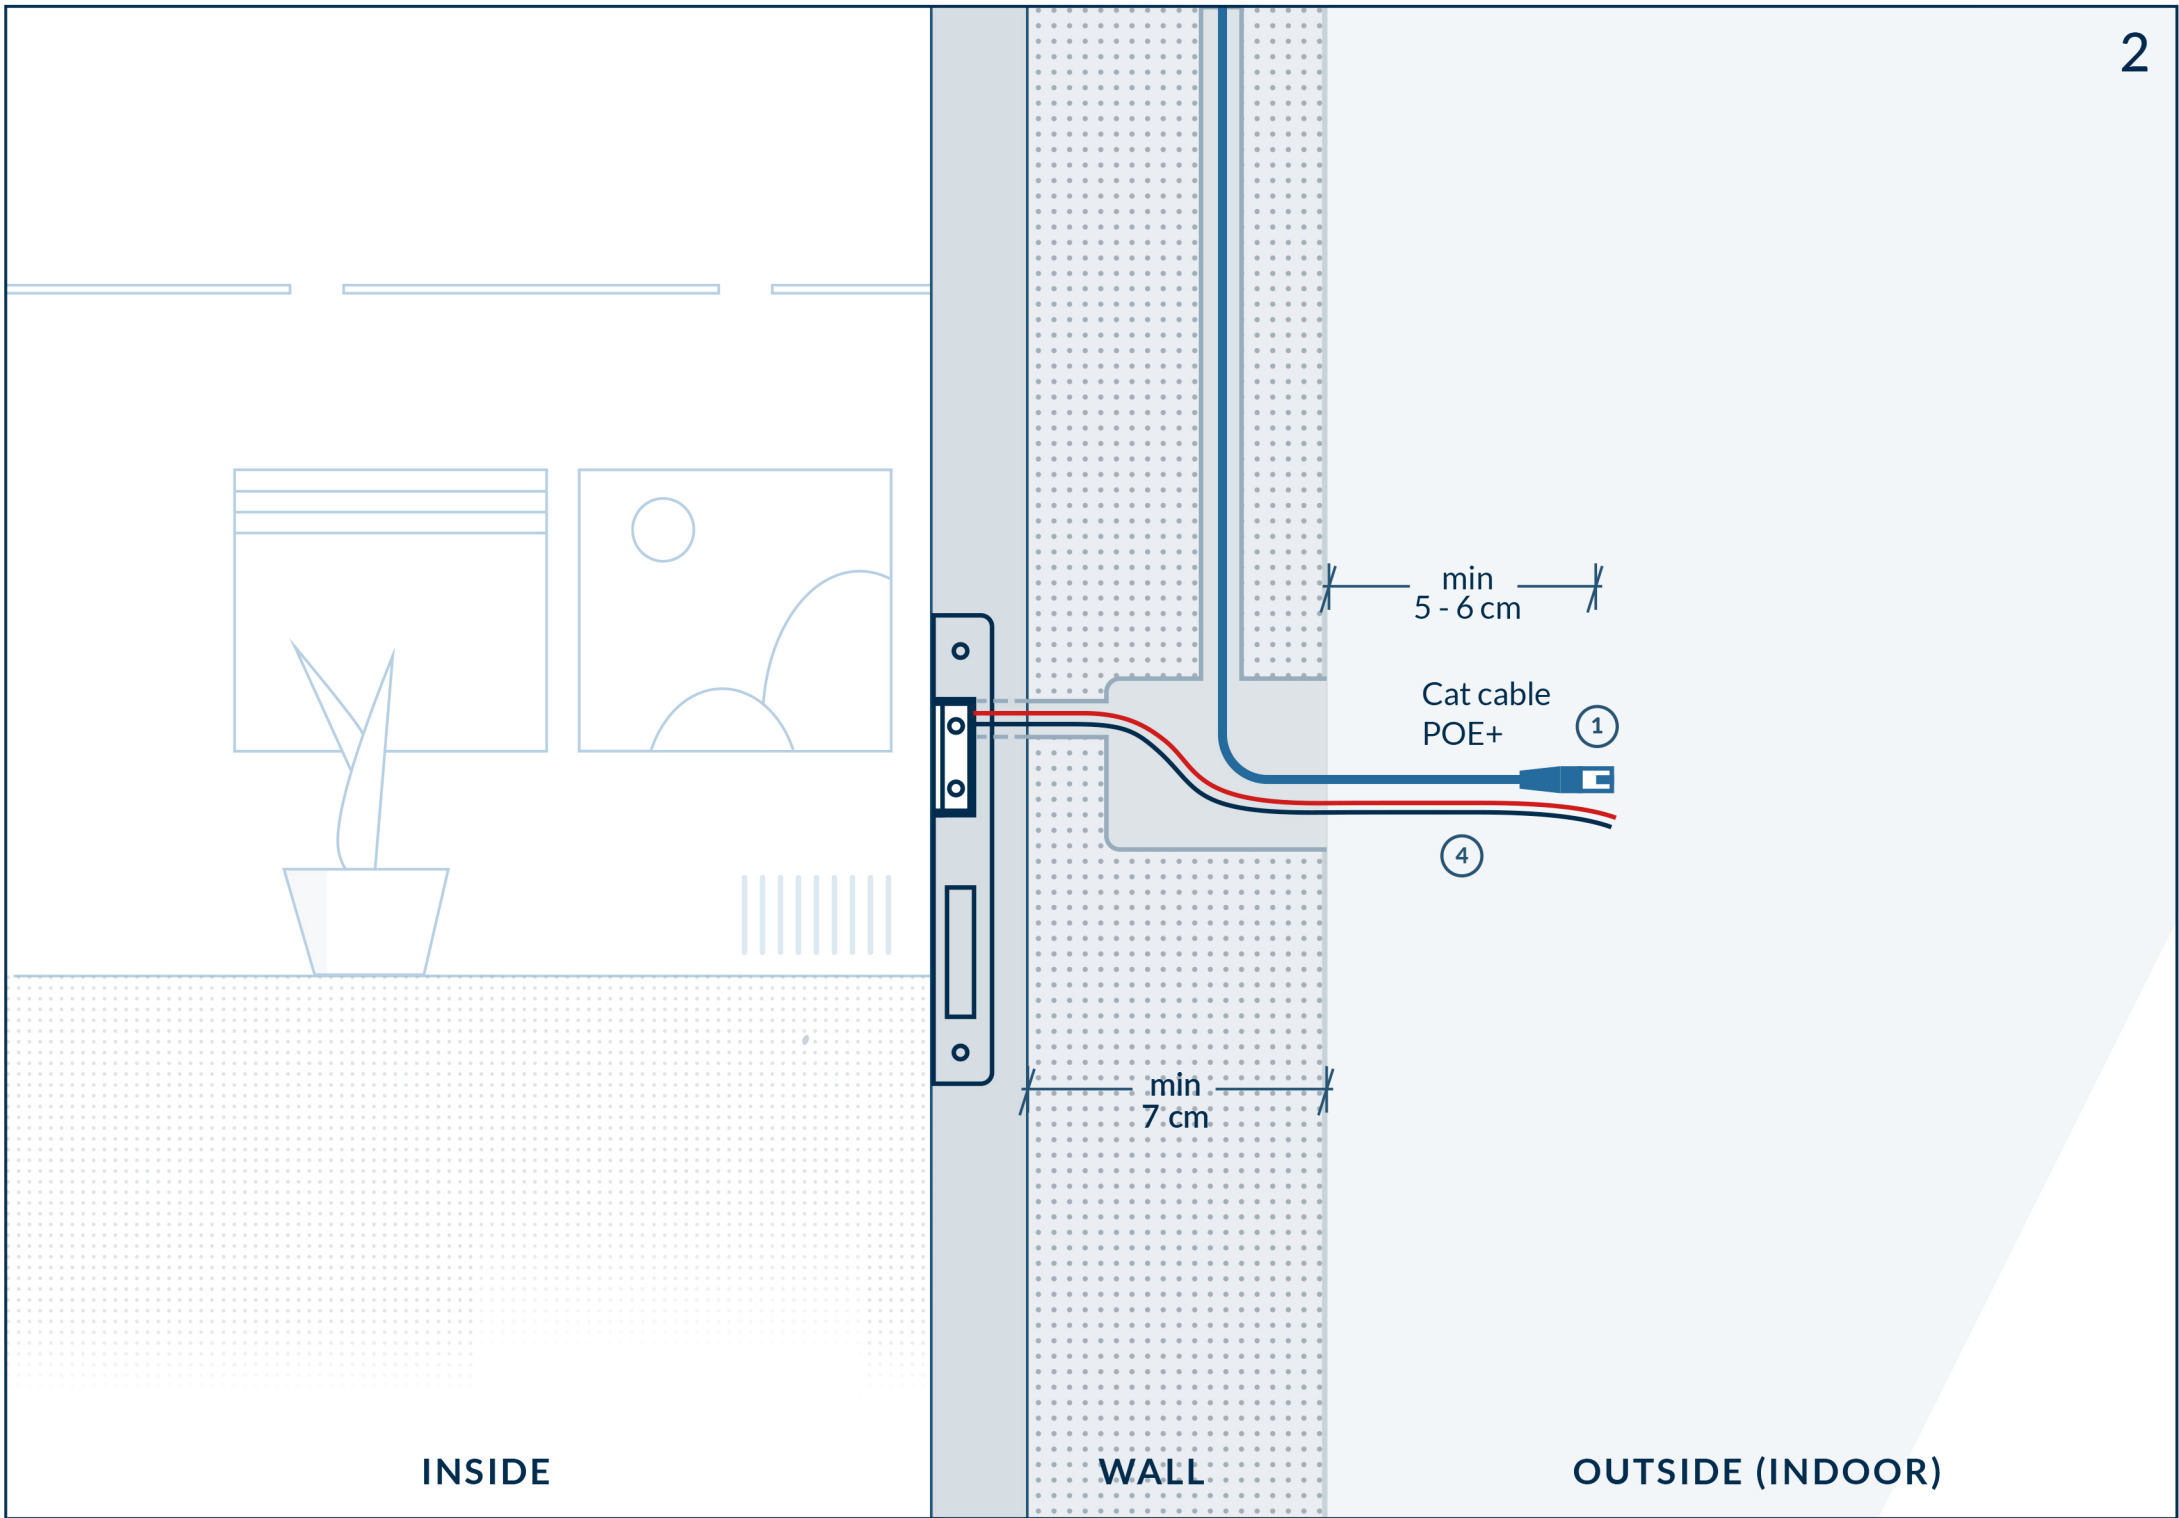 2
min
5 - 6 cm
Cat cable
POE+
1
4
min
7 cm
INSIDE
WALL
OUTSIDE (INDOOR)